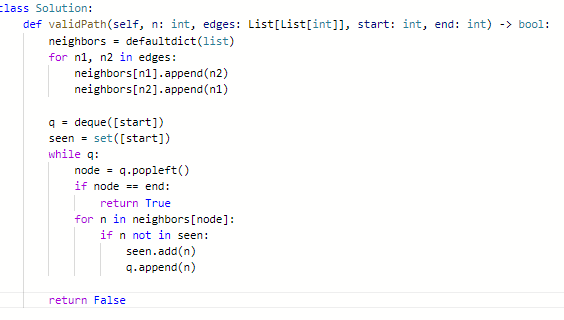 class Solution:
    def validPath(self, n: int, edges: List[List[int]], start: int, end: int) -> bool:
        neighbors = defaultdict(list)
        for n1, n2 in edges:
            neighbors[n1].append(n2)
            neighbors[n2].append(n1)

        q = deque([start])
        seen = set([start])
        while q:
            node = q.popleft()
            if node == end:
                return True
            for n in neighbors[node]:
                if n not in seen:
                    seen.add(n)
                    q.append(n)

        return False